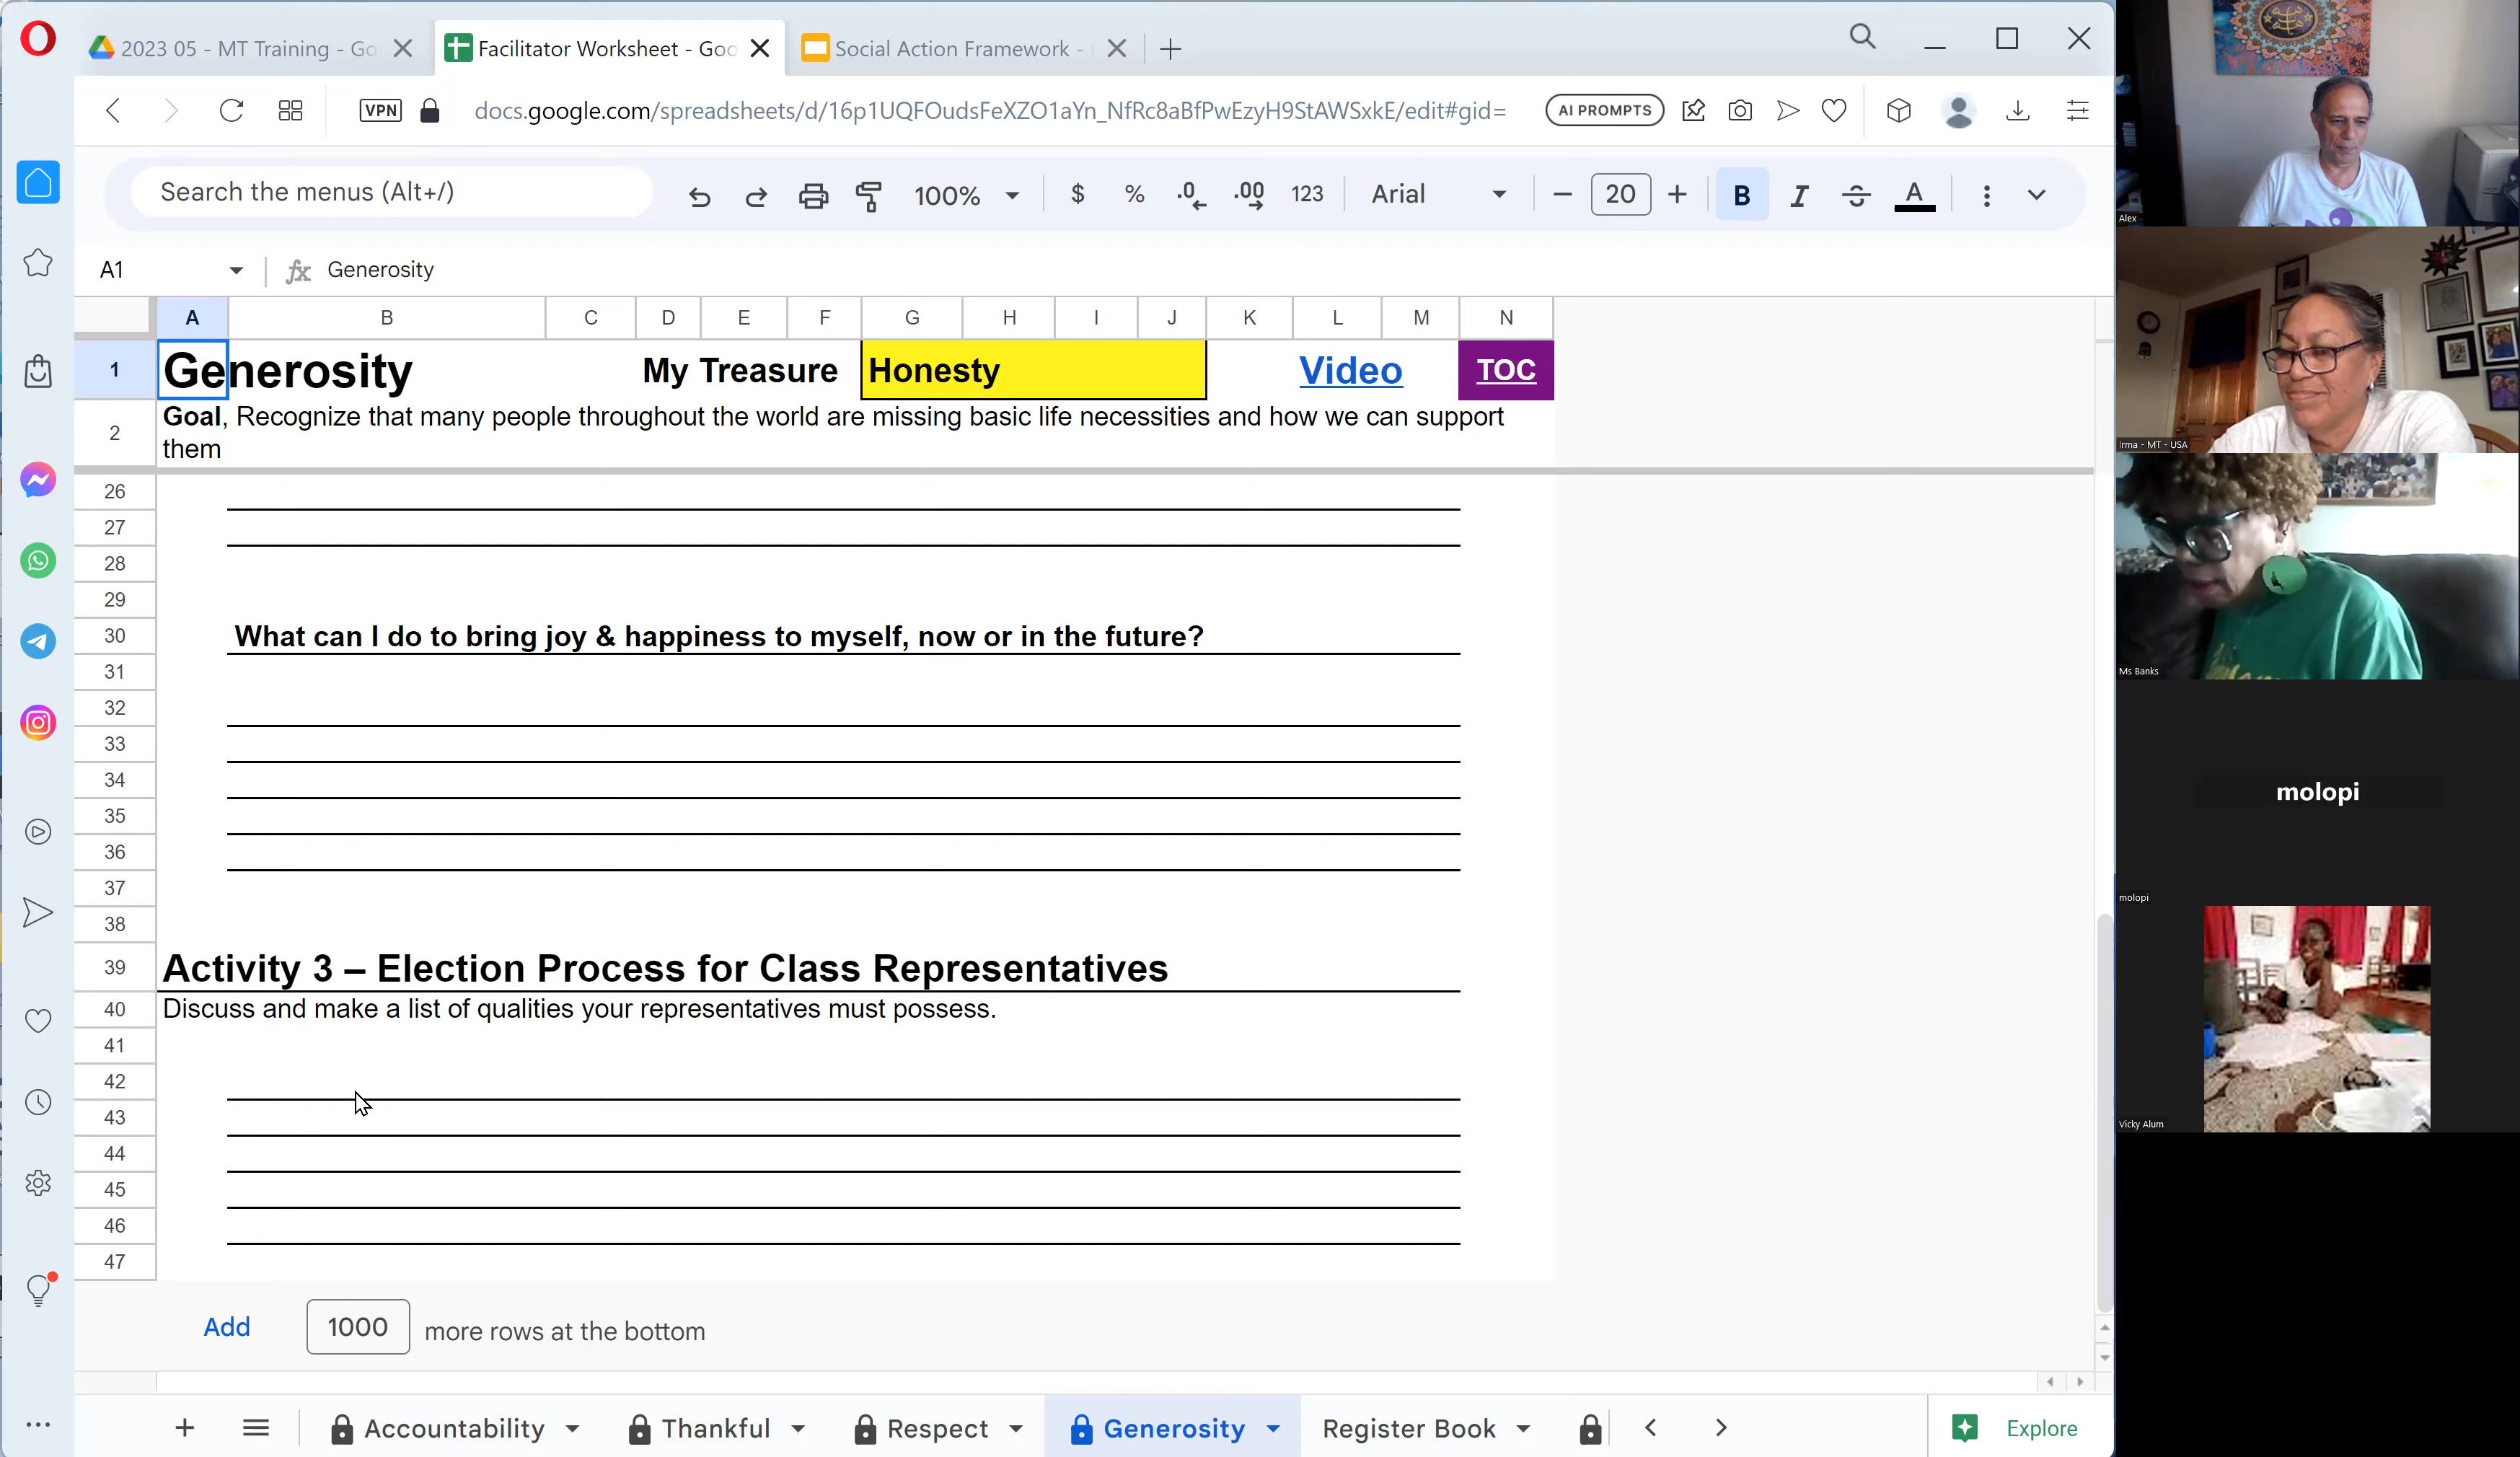 2023 05 - MT Training - Go
Facilitator Worksheet - Goo
Social Action Framework -
VPN
docs.google.com/spreadsheets/d/16p1UQFOudsFeXZO1aYn_NfRc8aBfPwEzyH9StAWSxkE/edit#gid=
AI PROMPTS
Search the menus (Alt+/)
100%
$ % .0 .00 123
Arial
20
B I S A
A1
fx Generosity
A B C D E F G H I J K L M N
1 Generosity My Treasure Honesty Video TOC
2 Goal, Recognize that many people throughout the world are missing basic life necessities and how we can support
them
26
27
28
29
30 What can I do to bring joy & happiness to myself, now or in the future?
31
32
33
34
35
36
37
38
39 Activity 3 – Election Process for Class Representatives
40 Discuss and make a list of qualities your representatives must possess.
41
42
43
44
45
46
47
Add 1000 more rows at the bottom
Accountability
Thankful
Respect
Generosity
Register Book
Explore
Alex
Irma - MT - USA
Ms Banks
molopi
molopi
Vicky Alum